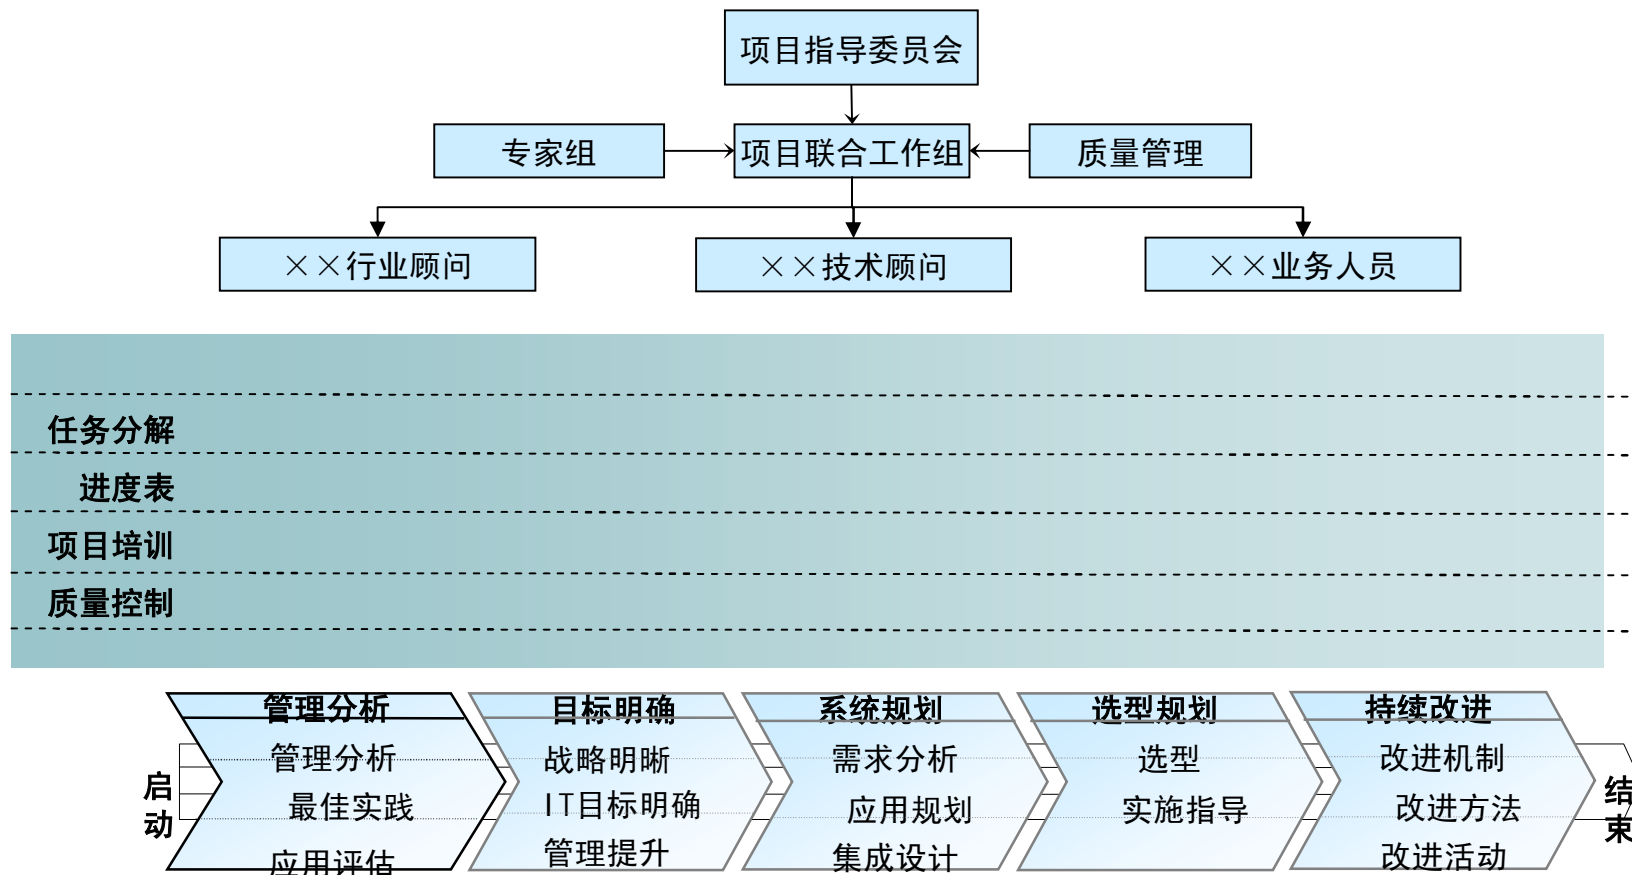 项目指导委员会
专家组
项目联合工作组
质量管理
××行业顾问
××技术顾问
××业务人员
任务分解
进度表
项目培训
质量控制
启动
管理分析
管理分析
最佳实践
应用评估
目标明确
战略明晰
IT目标明确
管理提升
系统规划
需求分析
应用规划
集成设计
选型规划
选型
实施指导
持续改进
改进机制
改进方法
改进活动
结束